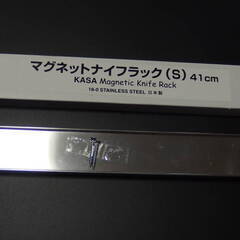 マグネットナイフラック(S) 41cm
KASA Magnetic Knife Rack
18-0 STAINLESS STEEL 日本製